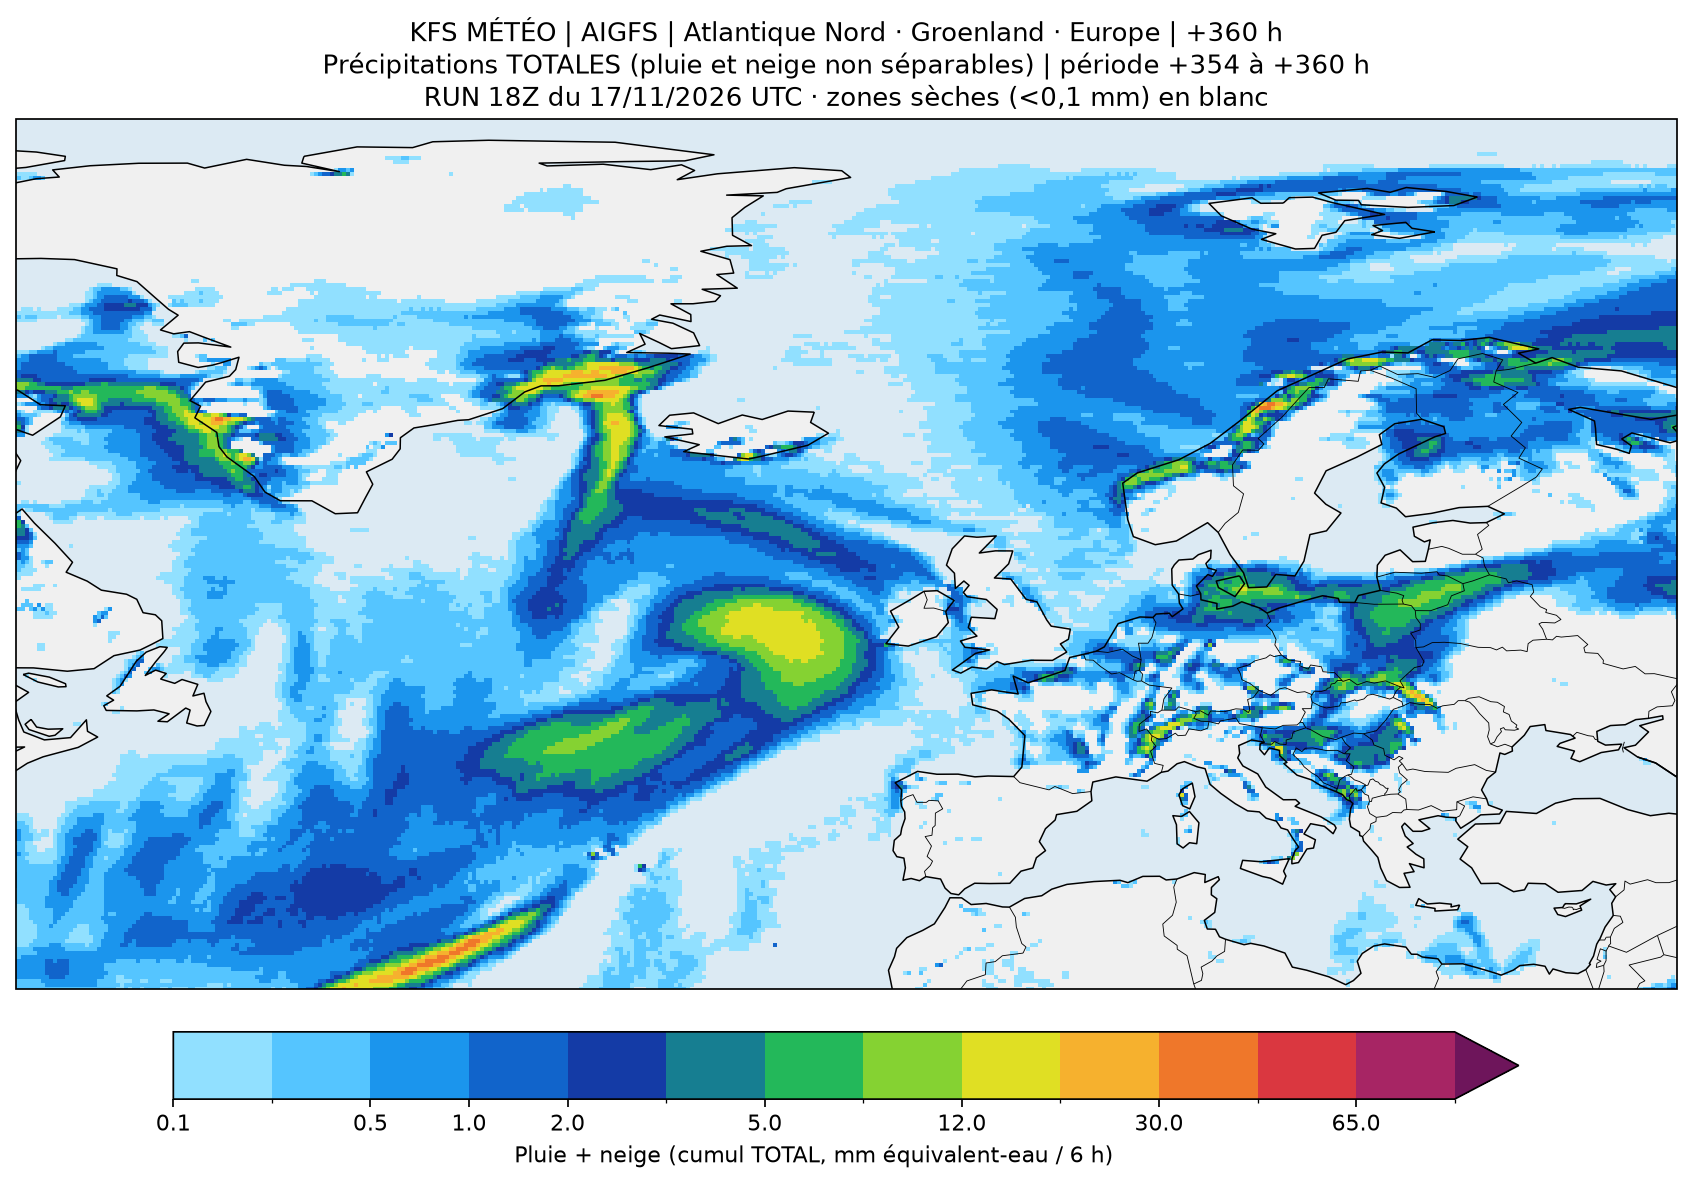 KFS MÉTÉO | AIGFS | Atlantique Nord · Groenland · Europe | +360 h
Précipitations TOTALES (pluie et neige non séparables) | période +354 à +360 h
RUN 18Z du 17/11/2026 UTC · zones sèches (<0,1 mm) en blanc
0.1 0.5 1.0 2.0 5.0 12.0 30.0 65.0
Pluie + neige (cumul TOTAL, mm équivalent-eau / 6 h)